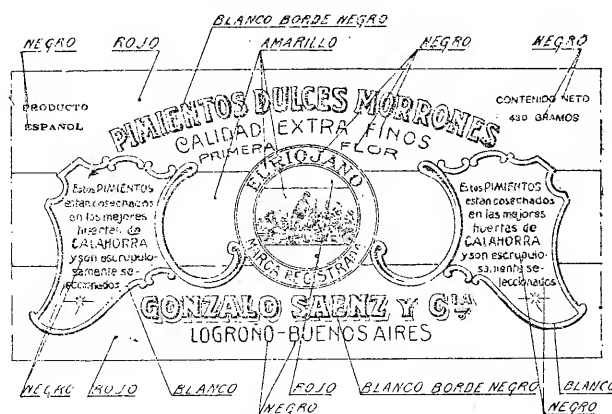 BLANCO BORDE NEGRO
NEGRO ROJO AMARILLO NEGRO NEGRO
PRODUCTO
ESPAÑOL
CONTENIDO NETO
430 GRAMOS
PIMIENTOS DULCES MORRONES
CALIDAD EXTRA FINOS
PRIMERA FLOR
EL RIOJANO
MARCA REGISTRADA
Estos PIMIENTOS
estan cosechados
en las mejores
huertas de
CALAHORRA
y son escrupulo-
samente se-
leccionados
Estos PIMIENTOS
estan cosechados
en las mejores
huertas de
CALAHORRA
y son escrupulo-
samente se-
leccionados
GONZALO SAENZ Y CIA
LOGROÑO-BUENOS AIRES
NEGRO ROJO BLANCO ROJO BLANCO BORDE NEGRO BLANCO
NEGRO NEGRO